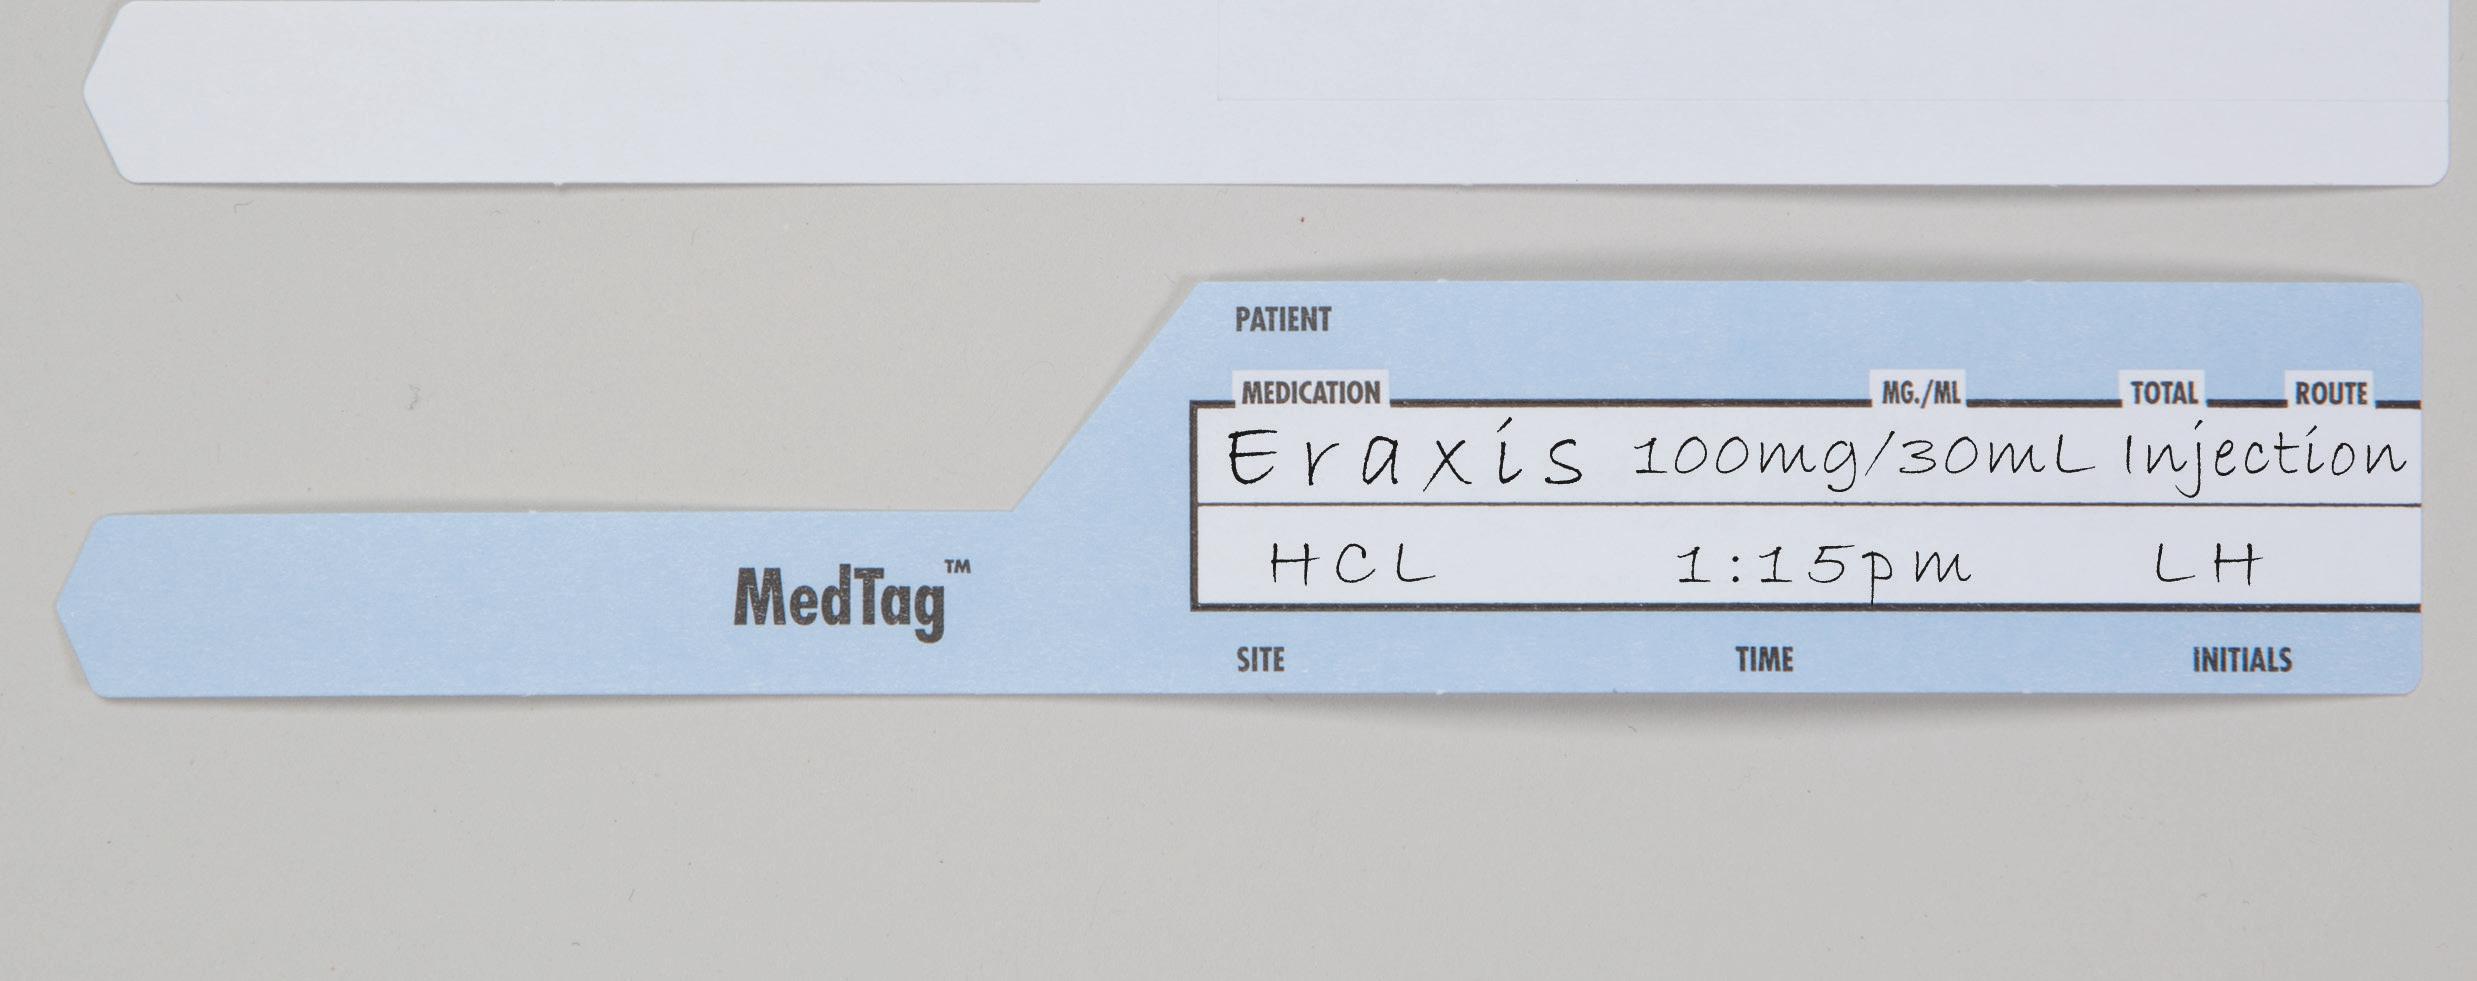 PATIENT
MEDICATION MG./ML TOTAL ROUTE
Eraxis 100mg/30mL Injection
HCL 1:15pm LH
MedTag™
SITE TIME INITIALS